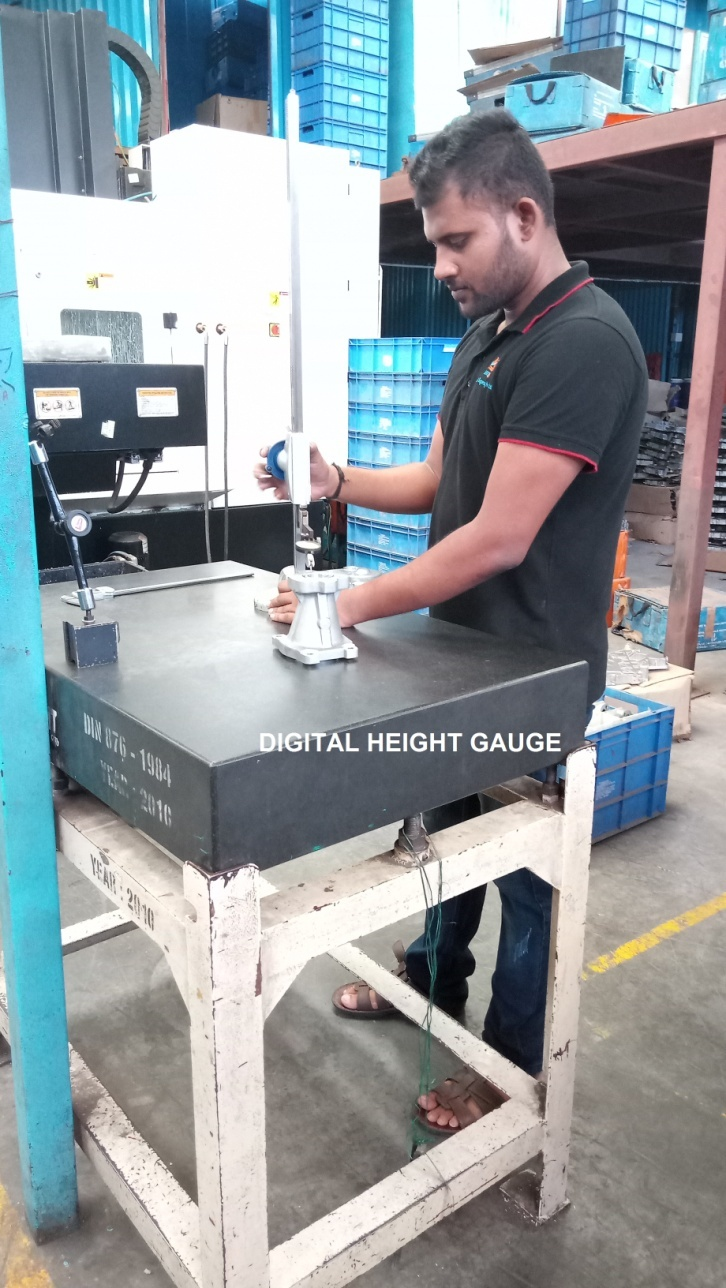 DIGITAL HEIGHT GAUGE
DIN 876 - 1984
YEAR - 2010
YEAR : 2010